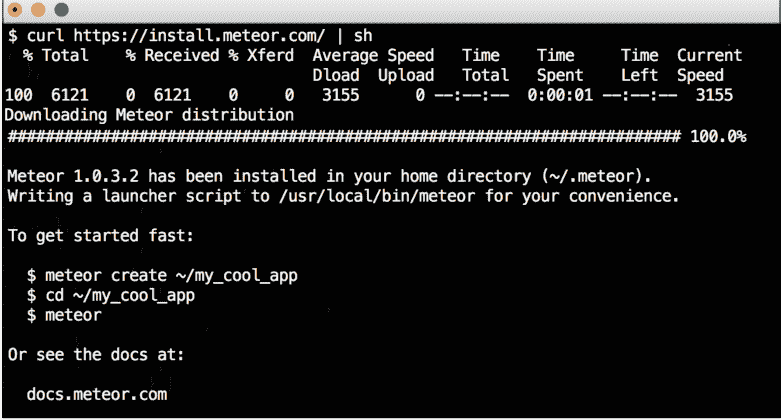 $ curl https://install.meteor.com/ | sh
% Total % Received % Xferd Average Speed Time Time Time Current
Dload Upload Total Spent Left Speed
100 6121 0 6121 0 0 3155 0 --:--:-- 0:00:01 --:--:-- 3155
Downloading Meteor distribution
######################################################################## 100.0%
Meteor 1.0.3.2 has been installed in your home directory (~/.meteor).
Writing a launcher script to /usr/local/bin/meteor for your convenience.
To get started fast:
$ meteor create ~/my_cool_app
$ cd ~/my_cool_app
$ meteor
Or see the docs at:
docs.meteor.com